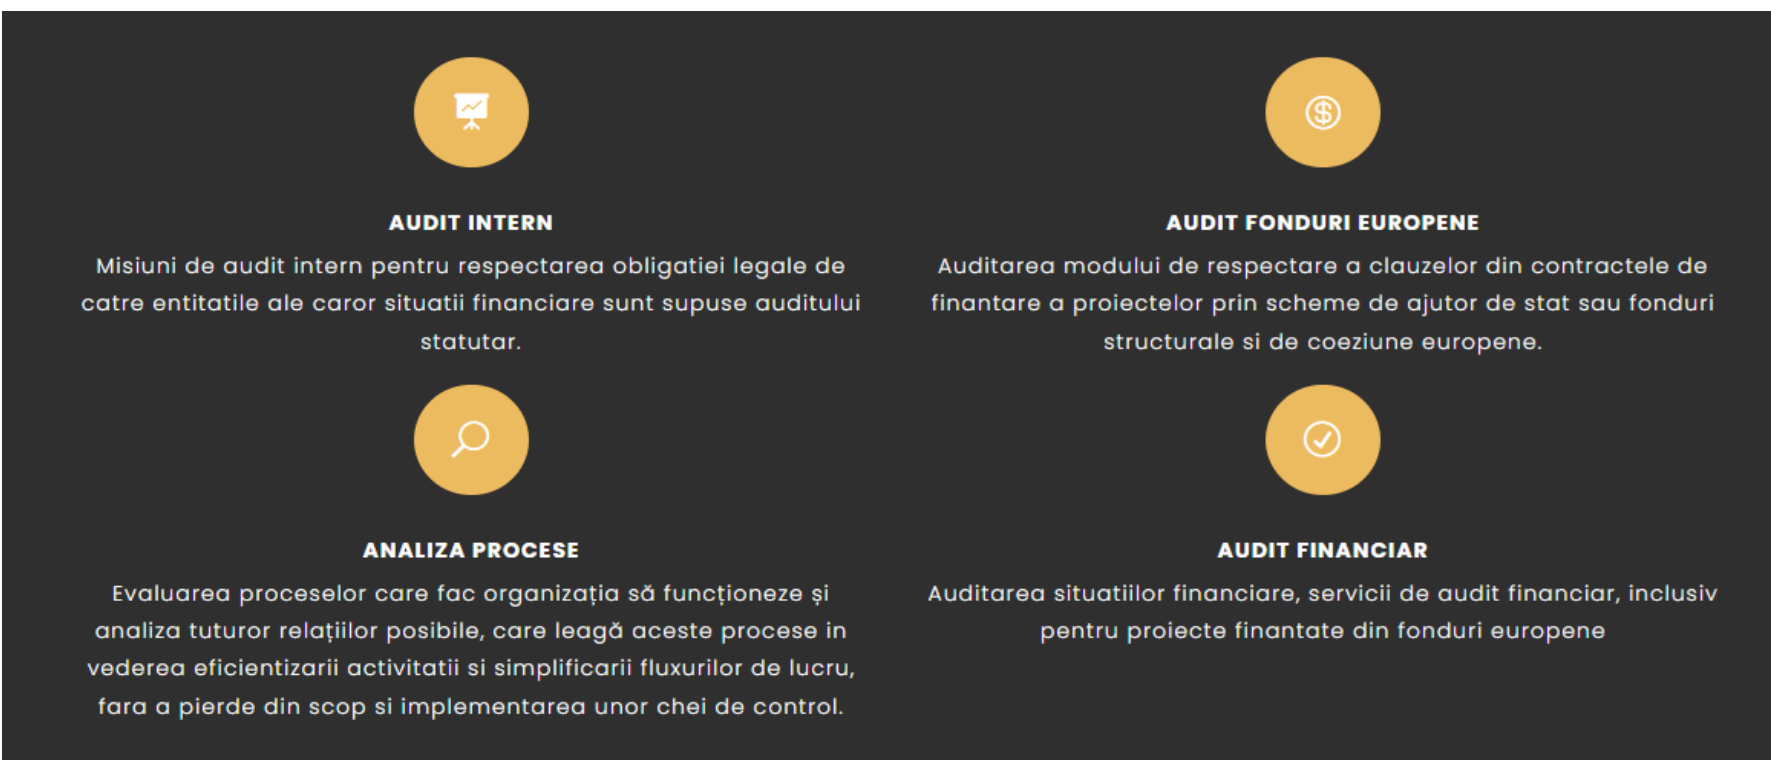 AUDIT INTERN
Misiuni de audit intern pentru respectarea obligatiei legale de
catre entitatile ale caror situatii financiare sunt supuse auditului
statutar.
AUDIT FONDURI EUROPENE
Auditarea modului de respectare a clauzelor din contractele de
finantare a proiectelor prin scheme de ajutor de stat sau fonduri
structurale si de coeziune europene.
ANALIZA PROCESE
Evaluarea proceselor care fac organizația să funcționeze și
analiza tuturor relațiilor posibile, care leagă aceste procese in
vederea eficientizarii activitatii si simplificarii fluxurilor de lucru,
fara a pierde din scop si implementarea unor chei de control.
AUDIT FINANCIAR
Auditarea situatiilor financiare, servicii de audit financiar, inclusiv
pentru proiecte finantate din fonduri europene